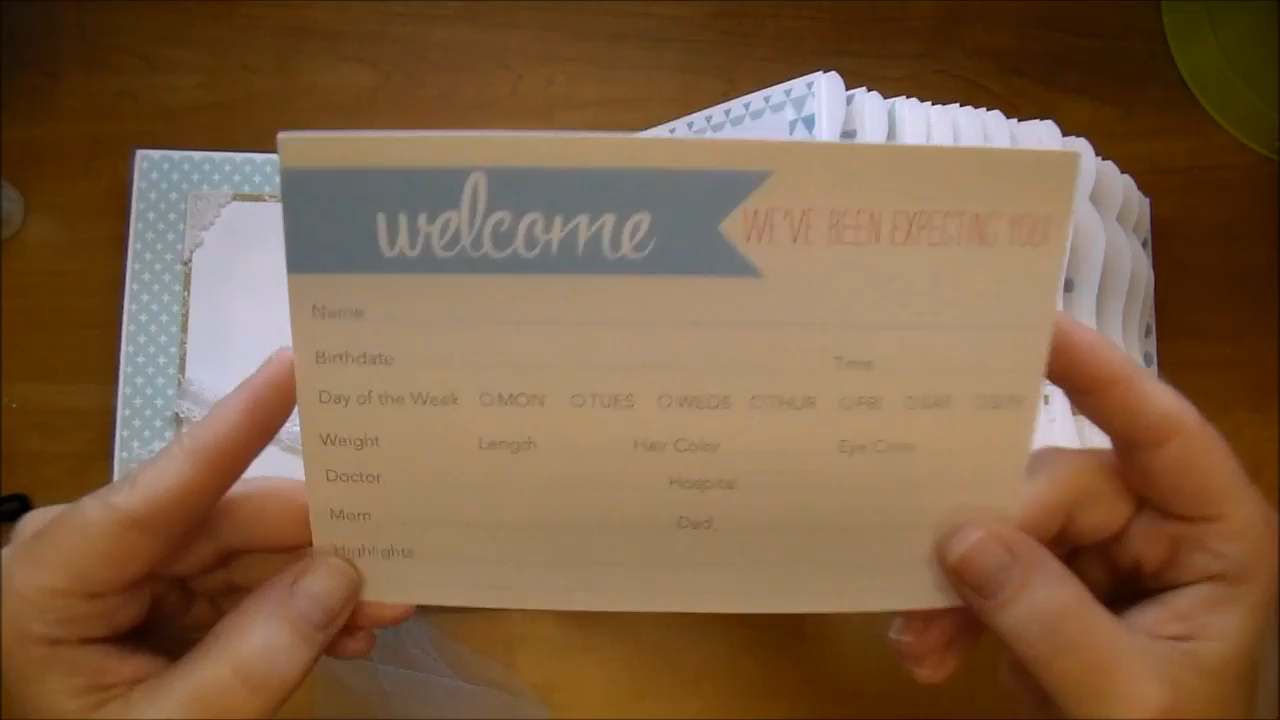 welcome WE'VE BEEN EXPECTING YOU!
Name
Birthdate Time
Day of the Week MON TUES WEDS THUR FRI SAT SUN
Weight Length Hair Color Eye Color
Doctor Hospital
Mom Dad
Highlights